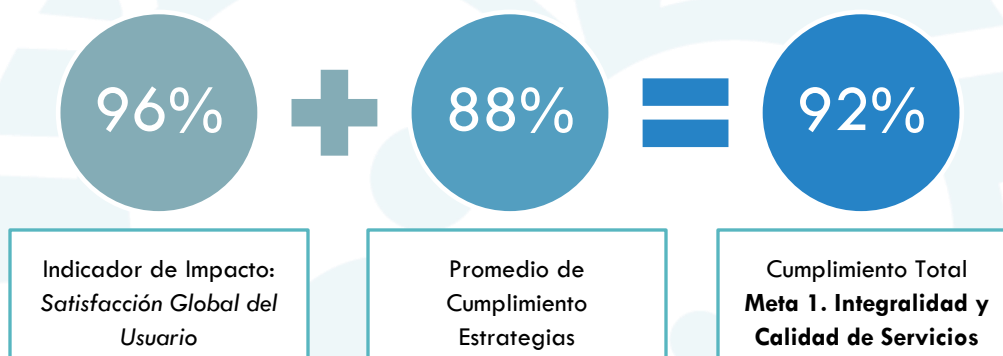 96%
88%
92%
Indicador de Impacto:
Satisfacción Global del
Usuario
Promedio de
Cumplimiento
Estrategias
Cumplimiento Total
Meta 1. Integralidad y
Calidad de Servicios